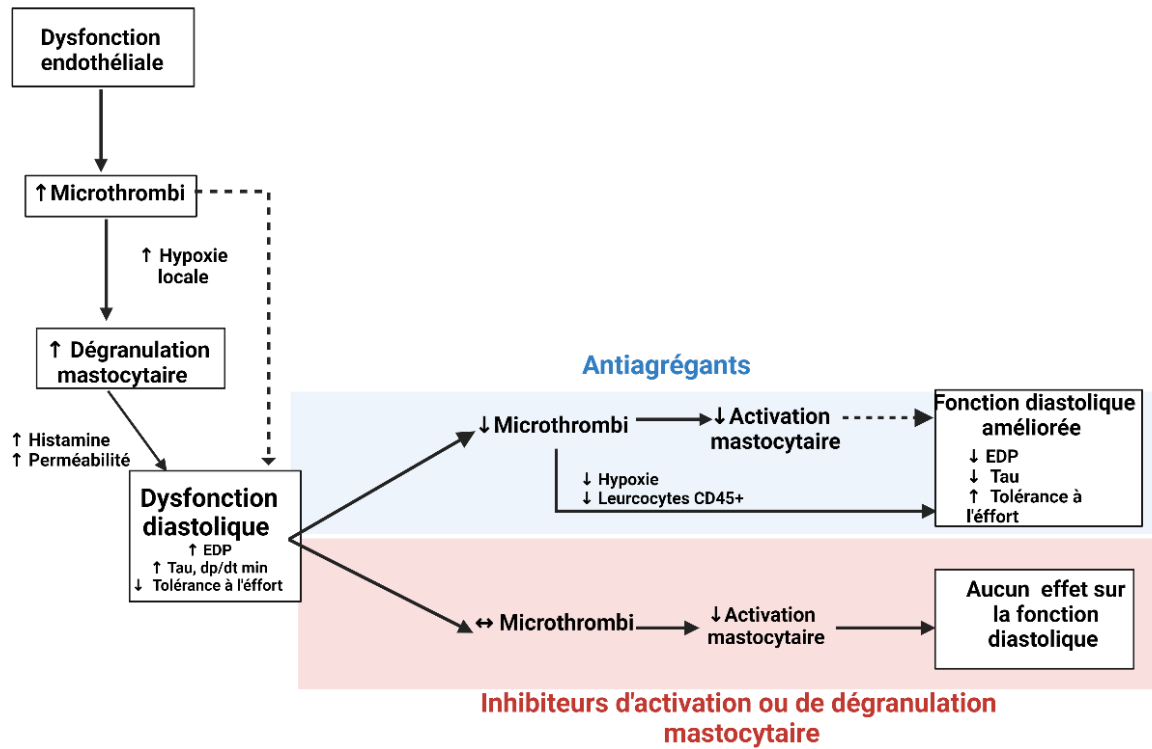 Dysfonction
endothéliale
↑Microthrombi
↑ Hypoxie
locale
↑ Dégranulation
mastocytaire
↑ Histamine
↑ Perméabilité
Dysfonction
diastolique
↑ EDP
↑ Tau, dp/dt min
↓ Tolérance à l'éffort
Antiagrégants
↓Microthrombi
↓Activation
mastocytaire
↓ Hypoxie
↓ Leurcocytes CD45+
Fonction diastolique
améliorée
↓ EDP
↓ Tau
↑ Tolérance à
l'éffort
↔ Microthrombi
↓Activation
mastocytaire
Aucun effet sur
la fonction
diastolique
Inhibiteurs d'activation ou de dégranulation
mastocytaire